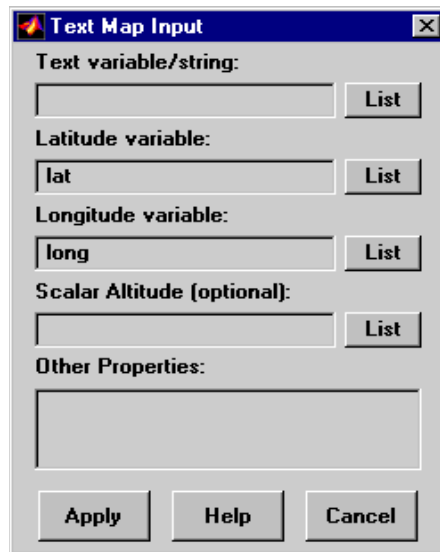 Text Map Input
Text variable/string:
List
Latitude variable:
lat
List
Longitude variable:
long
List
Scalar Altitude (optional):
List
Other Properties:
Apply
Help
Cancel